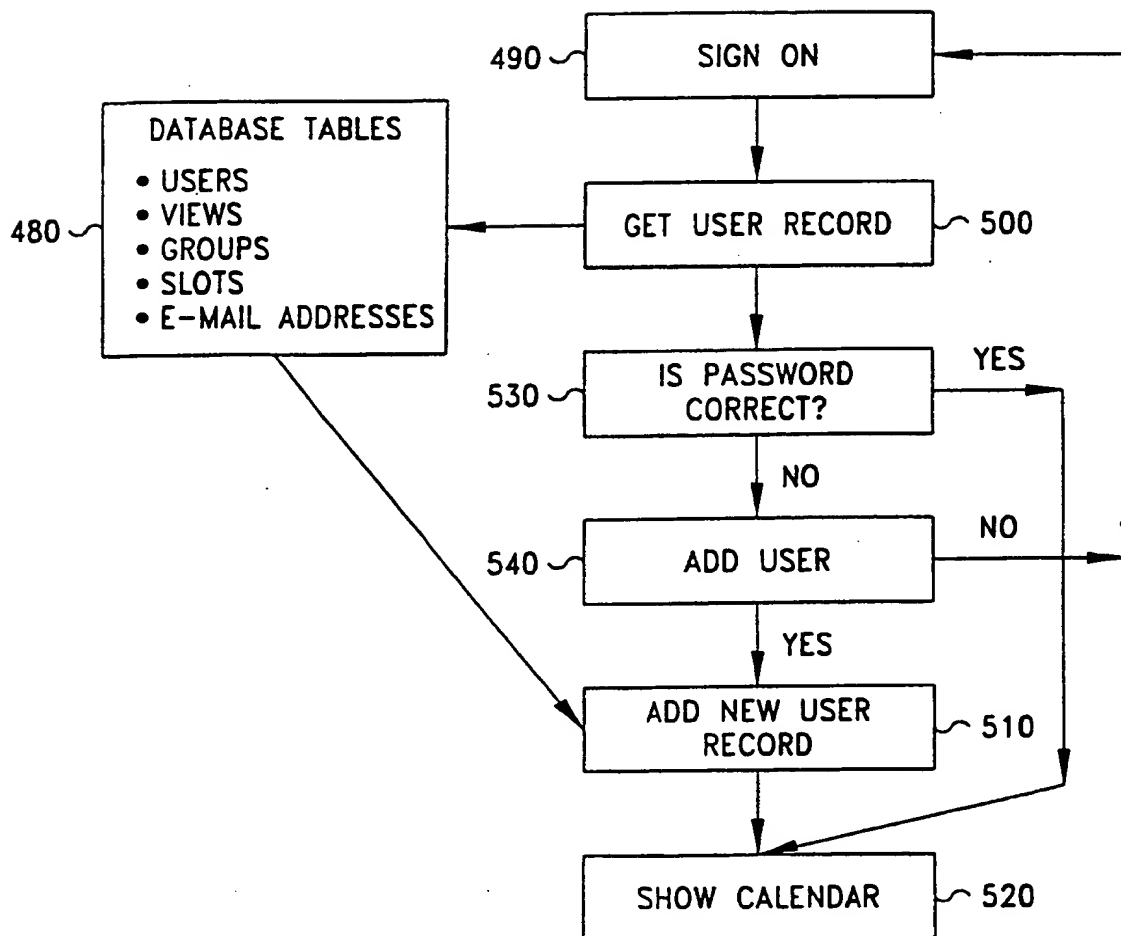 490
SIGN ON
DATABASE TABLES
• USERS
• VIEWS
• GROUPS
• SLOTS
• E-MAIL ADDRESSES
480
GET USER RECORD
500
530
IS PASSWORD
CORRECT?
YES
NO
540
ADD USER
NO
YES
ADD NEW USER
RECORD
510
SHOW CALENDAR
520